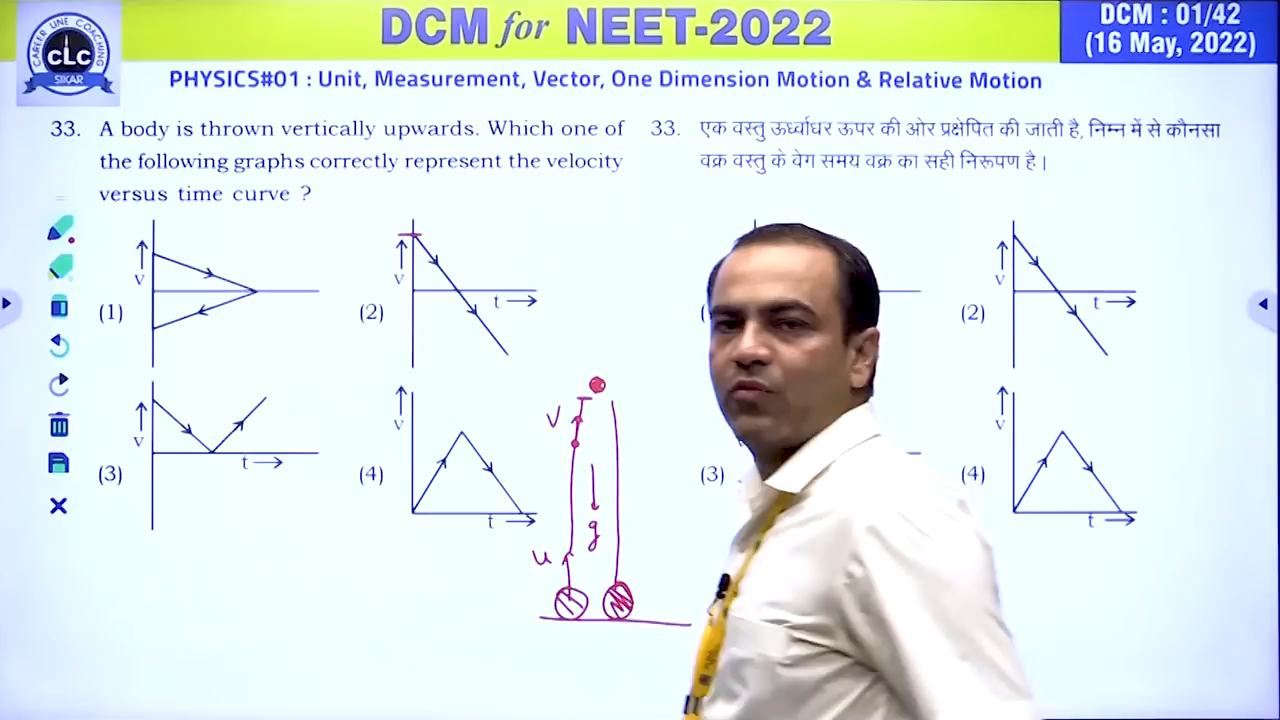 CAREER LINE COACHING
CLC
SIKAR
DCM for NEET-2022
DCM : 01/42
(16 May, 2022)
PHYSICS#01 : Unit, Measurement, Vector, One Dimension Motion & Relative Motion
33. A body is thrown vertically upwards. Which one of
the following graphs correctly represent the velocity
versus time curve ?
(1)
v
(2)
v
t
(3)
v
t
(4)
v
t
V
g
u
33. एक वस्तु ऊर्ध्वाधर ऊपर की ओर प्रक्षेपित की जाती है, निम्न में से कौनसा
वक्र वस्तु के वेग समय वक्र का सही निरूपण है।
(2)
v
t
(3)
(4)
v
t